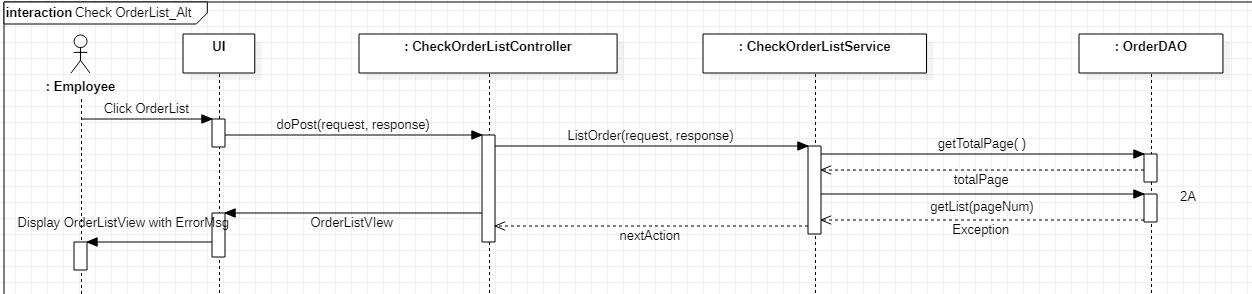 interaction Check OrderList_Alt
UI
: CheckOrderListController
: CheckOrderListService
: OrderDAO
: Employee
Click OrderList
doPost(request, response)
ListOrder(request, response)
getTotalPage( )
totalPage
2A
getList(pageNum)
Display OrderListView with ErrorMsg
OrderListVIew
nextAction
Exception